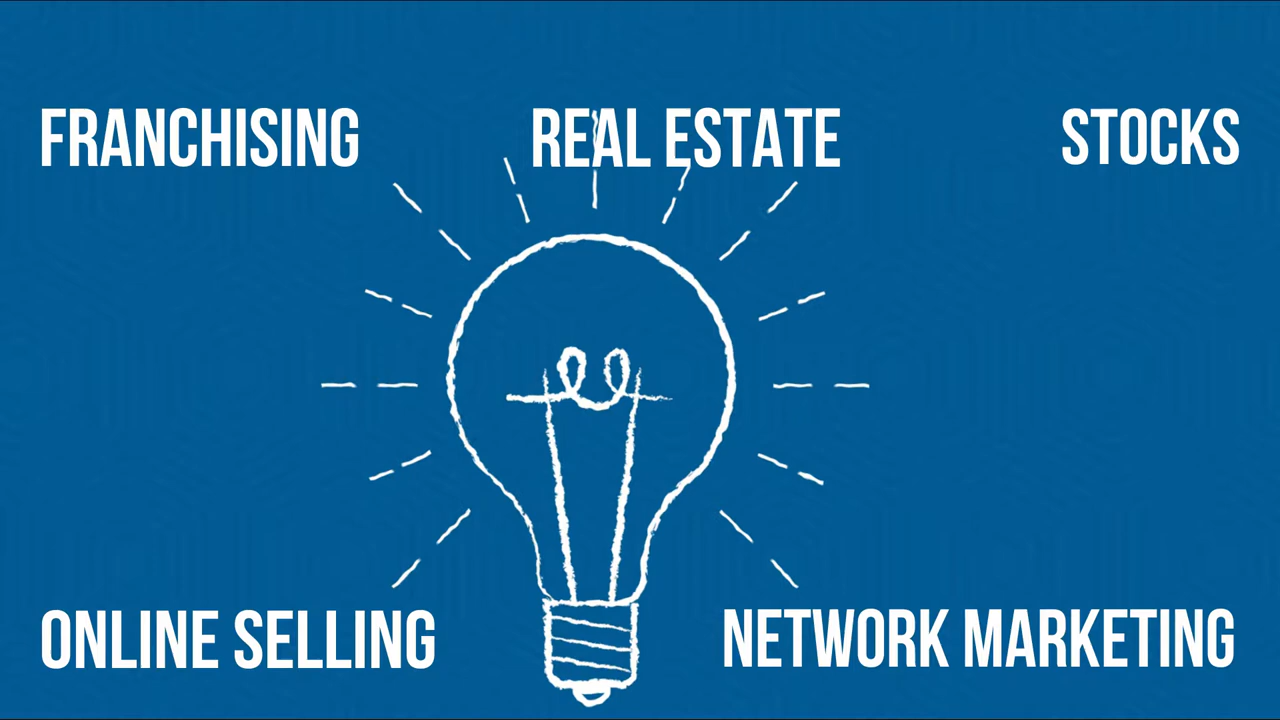 FRANCHISING
REAL ESTATE
STOCKS
ONLINE SELLING
NETWORK MARKETING